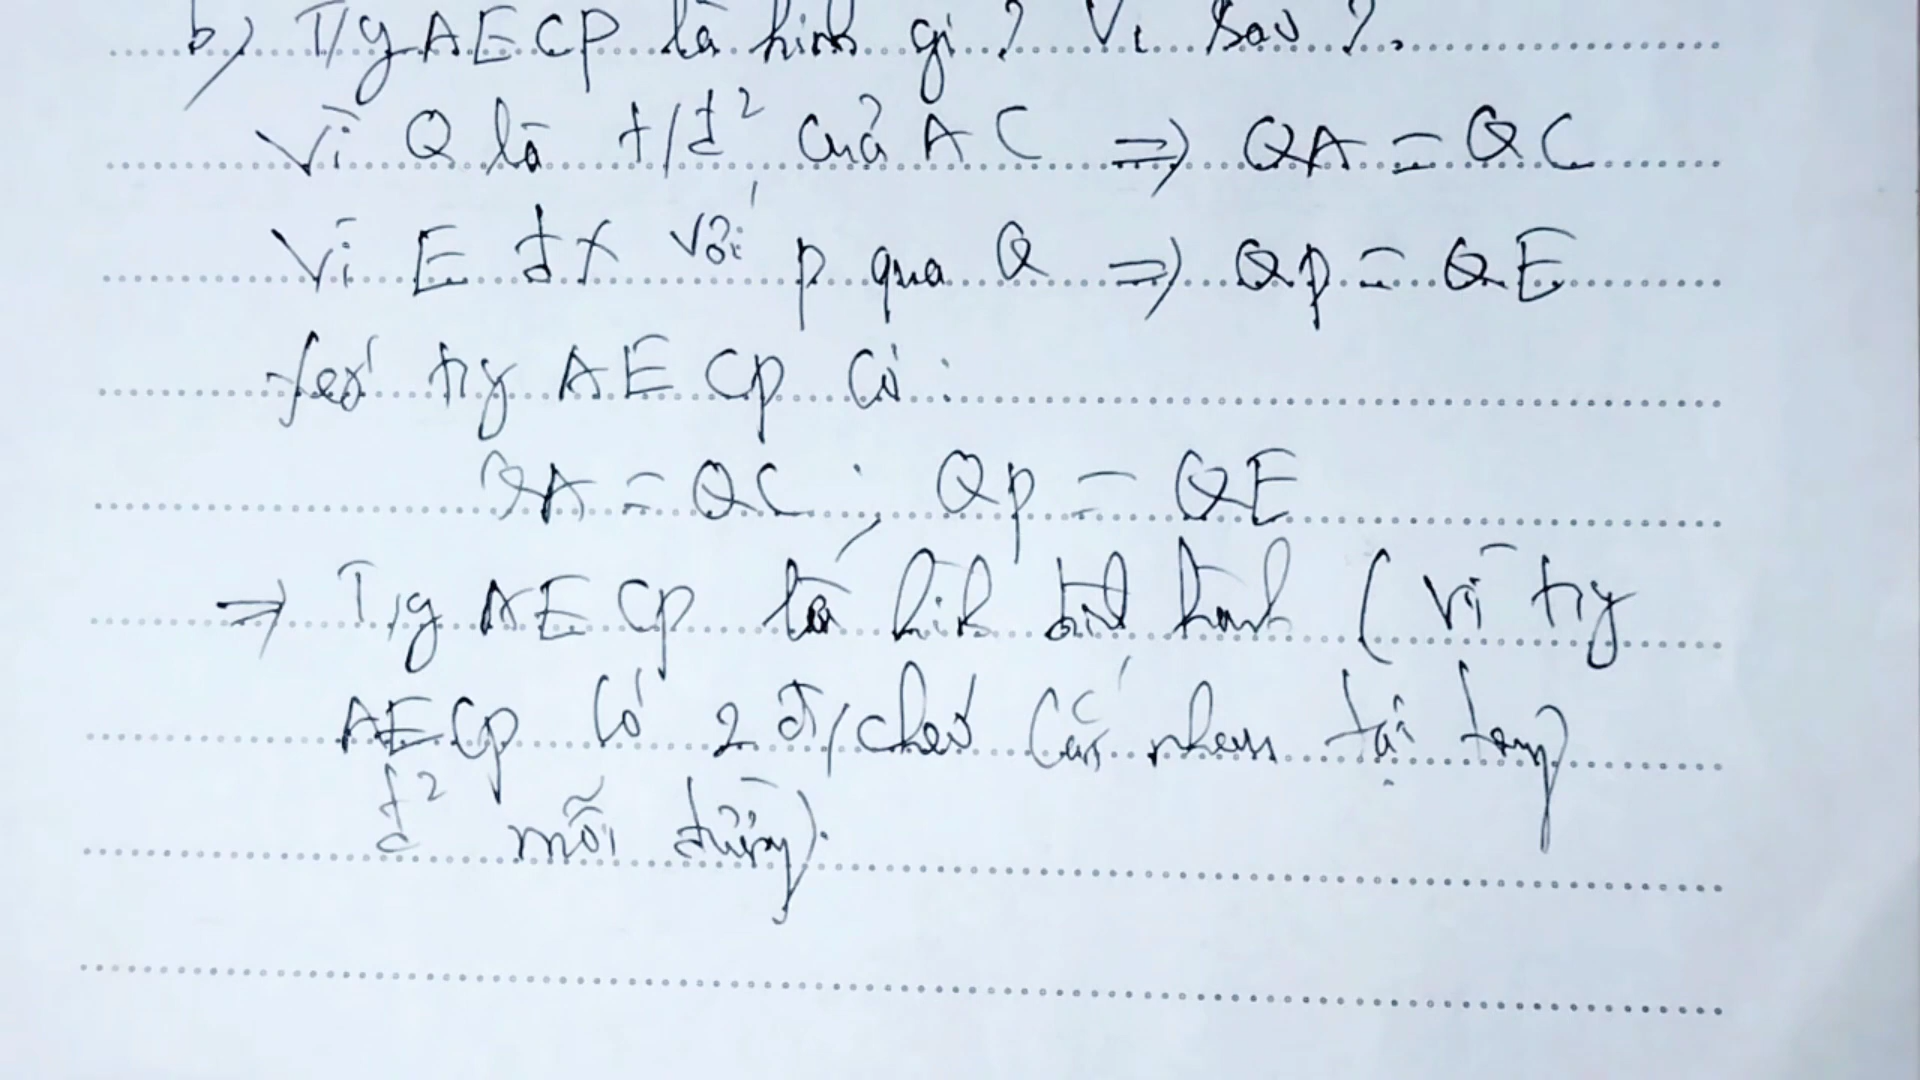 b) T/g AECP là hình gì? Vì sao?
Vì Q là t/đ² của AC => QA = QC
Vì E đx với P qua Q => QP = QE
Xét t/g AECP có:
QA = QC; QP = QE
=> T/g AECP là hình bình hành (vì t/g
AECP có 2 đ/chéo cắt nhau tại trung
đ² mỗi đường).